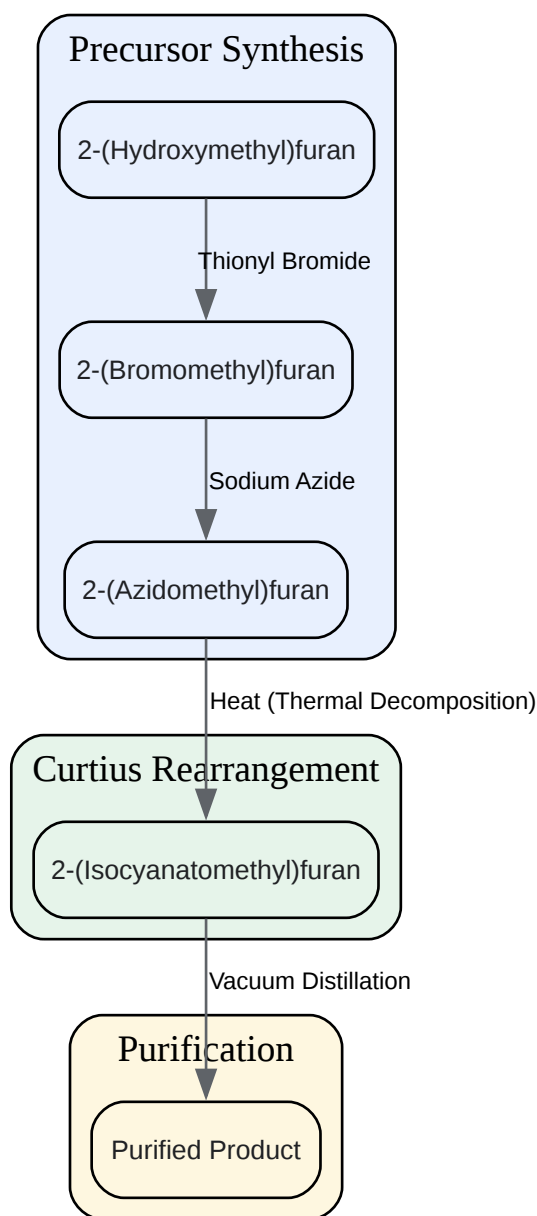 Precursor Synthesis
2-(Hydroxymethyl)furan
Thionyl Bromide
2-(Bromomethyl)furan
Sodium Azide
2-(Azidomethyl)furan
Heat (Thermal Decomposition)
Curtius Rearrangement
2-(Isocyanatomethyl)furan
Vacuum Distillation
Purification
Purified Product